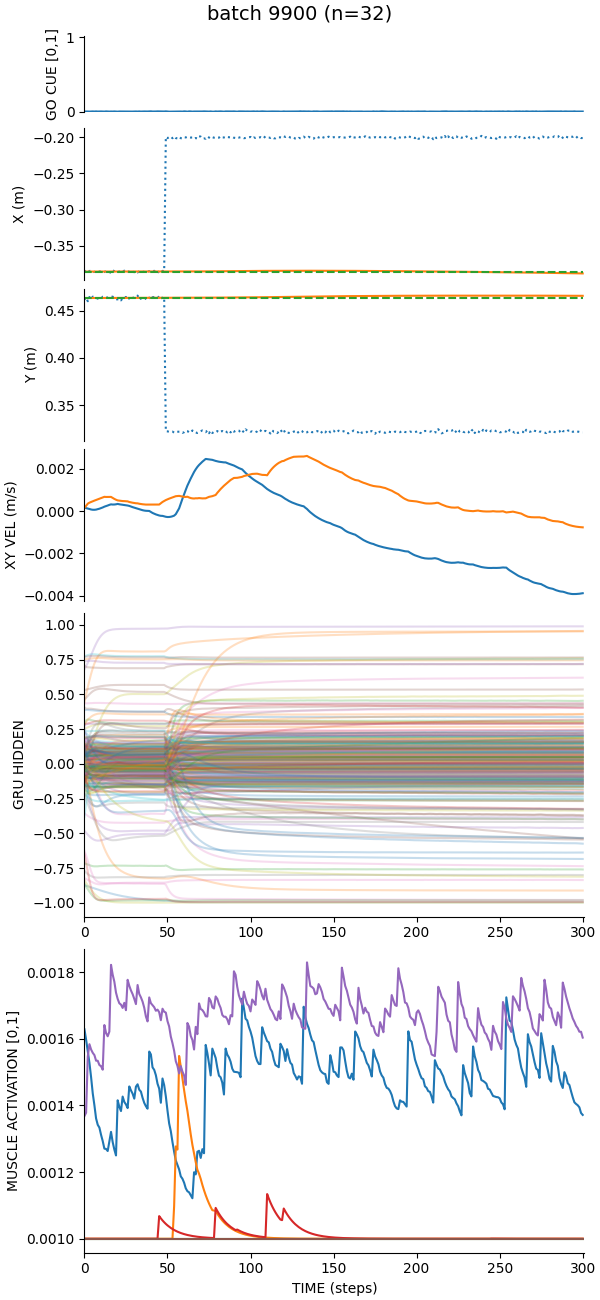 batch 9900 (n=32)
GO CUE [0,1]
1
0
X (m)
−0.20
−0.25
−0.30
−0.35
Y (m)
0.45
0.40
0.35
XY VEL (m/s)
0.002
0.000
−0.002
−0.004
GRU HIDDEN
1.00
0.75
0.50
0.25
0.00
−0.25
−0.50
−0.75
−1.00
0 50 100 150 200 250 300
MUSCLE ACTIVATION [0,1]
0.0018
0.0016
0.0014
0.0012
0.0010
0 50 100 150 200 250 300
TIME (steps)